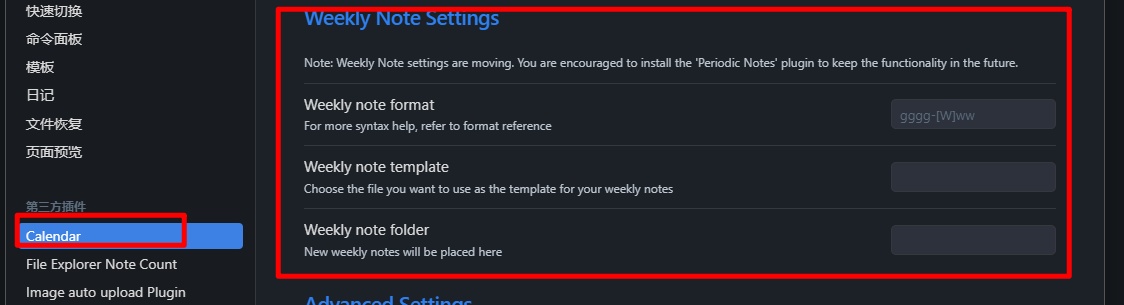 快速切换
命令面板
模板
日记
文件恢复
页面预览
第三方插件
Calendar
File Explorer Note Count
Image auto upload Plugin
Weekly Note Settings
Note: Weekly Note settings are moving. You are encouraged to install the 'Periodic Notes' plugin to keep the functionality in the future.
Weekly note format
For more syntax help, refer to format reference
gggg-[W]ww
Weekly note template
Choose the file you want to use as the template for your weekly notes
Weekly note folder
New weekly notes will be placed here
Advanced Settings